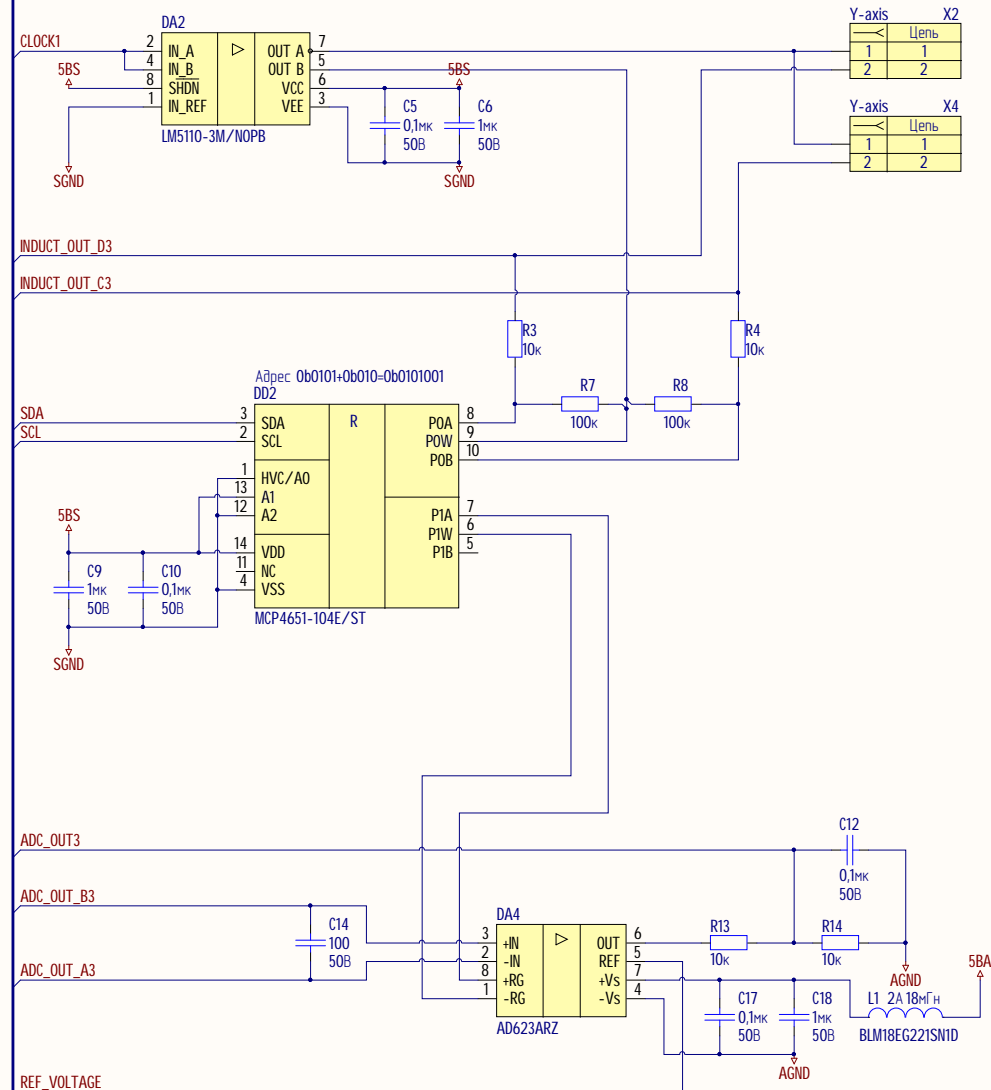 DA2
CLOCK1
2 IN_A OUT A 7
4 IN_B OUT B 5
8 SHDN VCC 6
1 IN_REF VEE 3
LM5110-3M/NOPB
5BS
SGND
5BS
C5
0,1мк
50В
C6
1мк
50В
SGND
Y-axis X2
Цепь
1 1
2 2
Y-axis X4
Цепь
1 1
2 2
INDUCT_OUT_D3
INDUCT_OUT_C3
R3
10к
R4
10к
R7
100к
R8
100к
Адрес 0b0101+0b010=0b0101001
DD2
SDA
SCL
3 SDA R P0A 8
2 SCL P0W 9
P0B 10
1 HVC/A0
13 A1 P1A 7
12 A2 P1W 6
P1B 5
14 VDD
11 NC
4 VSS
MCP4651-104E/ST
5BS
C9
1мк
50В
C10
0,1мк
50В
SGND
ADC_OUT3
C12
0,1мк
50В
ADC_OUT_B3
C14
100
50В
ADC_OUT_A3
DA4
3 +IN OUT 6
2 -IN REF 5
8 +RG +Vs 7
1 -RG -Vs 4
AD623ARZ
R13
10к
R14
10к
AGND
5BA
C17
0,1мк
50В
C18
1мк
50В
L1 2А 18мГн
BLM18EG221SN1D
AGND
REF_VOLTAGE